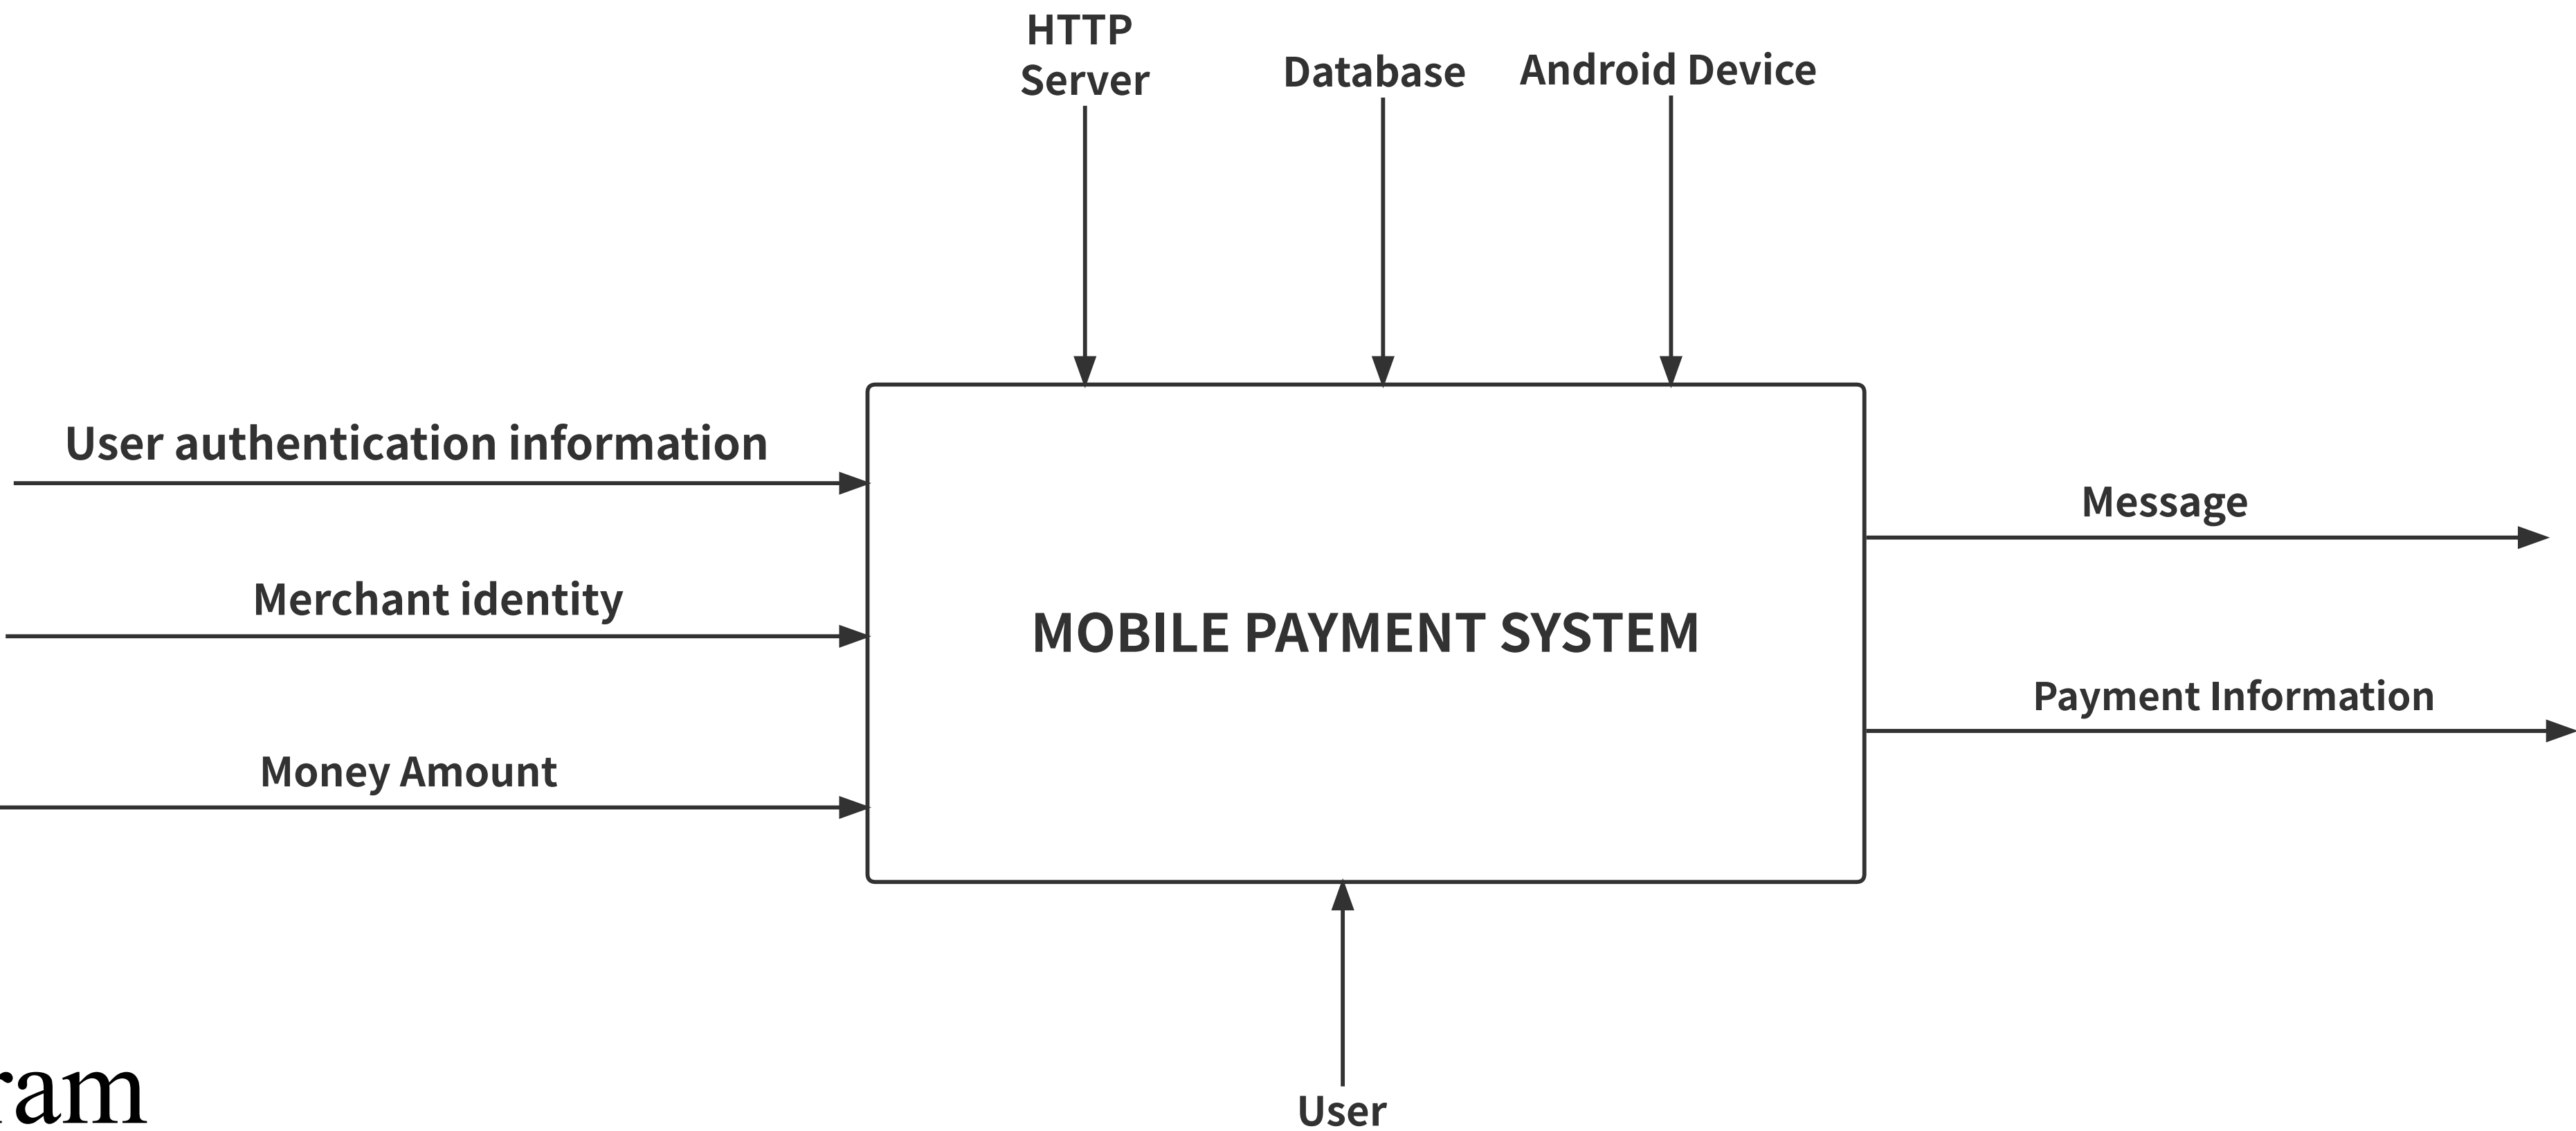 HTTP
Server
Database
Android Device
User authentication information
Message
Merchant identity
MOBILE PAYMENT SYSTEM
Payment Information
Money Amount
ram
User